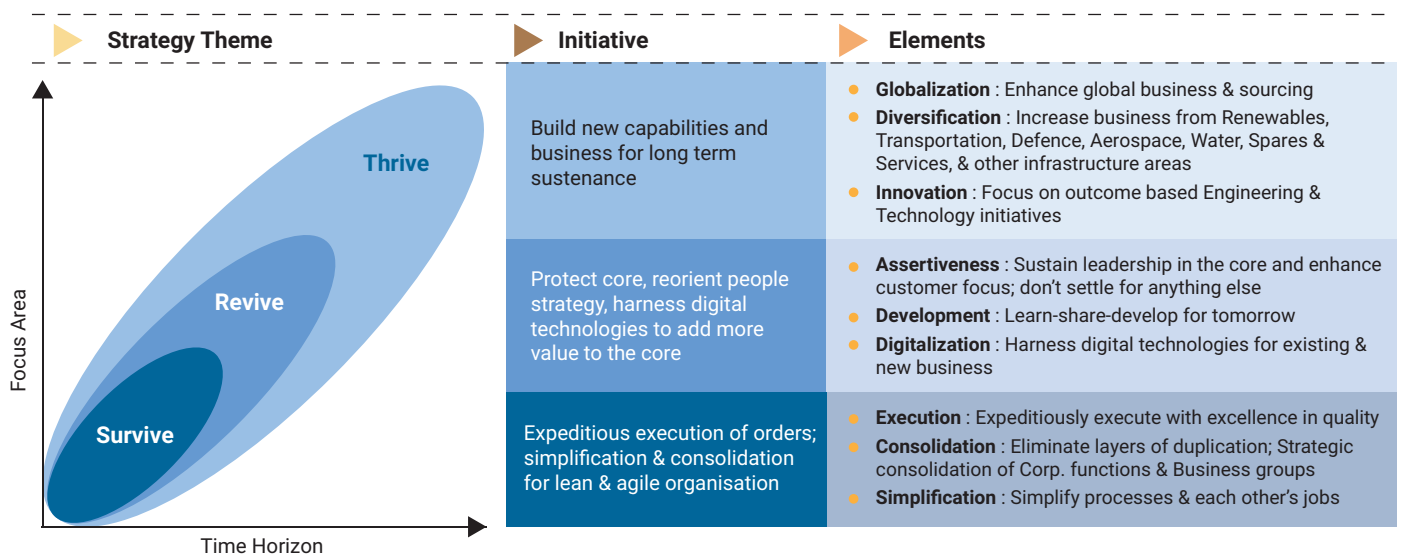 Strategy Theme
Initiative
Elements
Focus Area
Thrive
Revive
Survive
Time Horizon
Build new capabilities and
business for long term
sustenance
Globalization : Enhance global business & sourcing
Diversification : Increase business from Renewables,
Transportation, Defence, Aerospace, Water, Spares &
Services, & other infrastructure areas
Innovation : Focus on outcome based Engineering &
Technology initiatives
Protect core, reorient people
strategy, harness digital
technologies to add more
value to the core
Assertiveness : Sustain leadership in the core and enhance
customer focus; don’t settle for anything else
Development : Learn-share-develop for tomorrow
Digitalization : Harness digital technologies for existing &
new business
Expeditious execution of orders;
simplification & consolidation
for lean & agile organisation
Execution : Expeditiously execute with excellence in quality
Consolidation : Eliminate layers of duplication; Strategic
consolidation of Corp. functions & Business groups
Simplification : Simplify processes & each other’s jobs